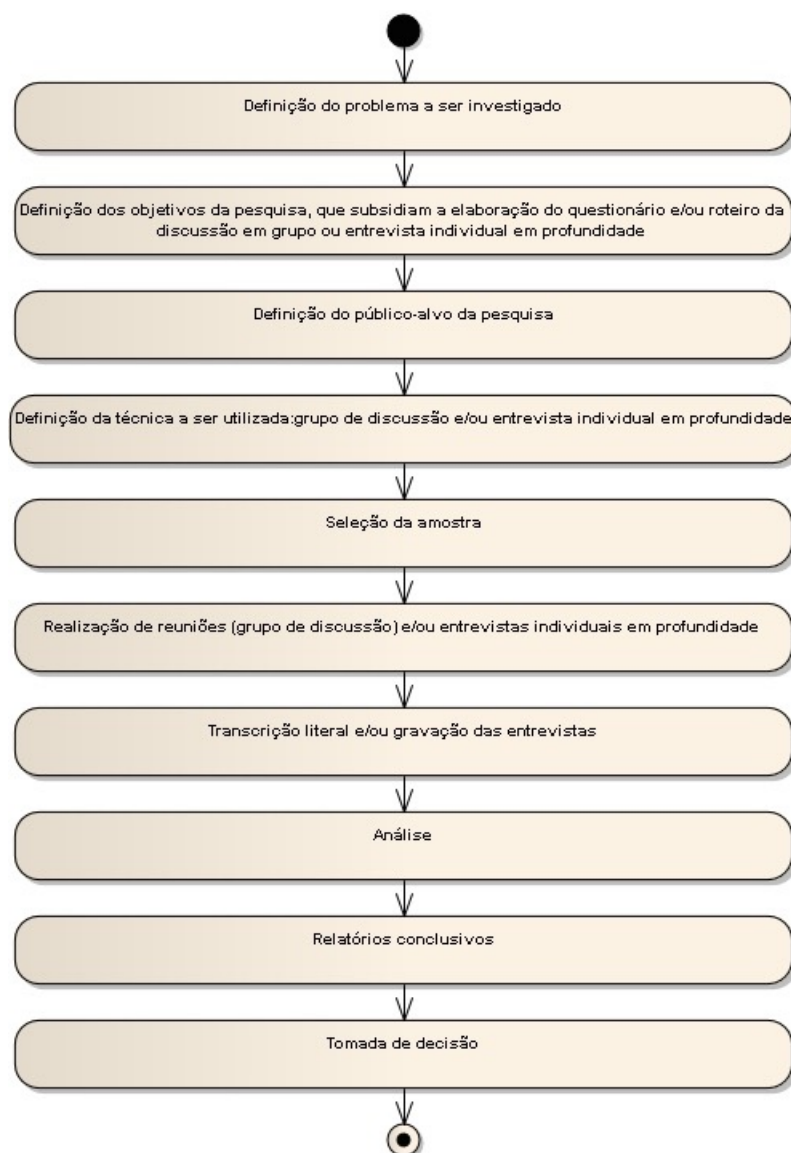 Definição do problema a ser investigado
Definição dos objetivos da pesquisa, que subsidiam a elaboração do questionário e/ou roteiro da
discussão em grupo ou entrevista individual em profundidade
Definição do público-alvo da pesquisa
Definição da técnica a ser utilizada:grupo de discussão e/ou entrevista individual em profundidade
Seleção da amostra
Realização de reuniões (grupo de discussão) e/ou entrevistas individuais em profundidade
Transcrição literal e/ou gravação das entrevistas
Análise
Relatórios conclusivos
Tomada de decisão